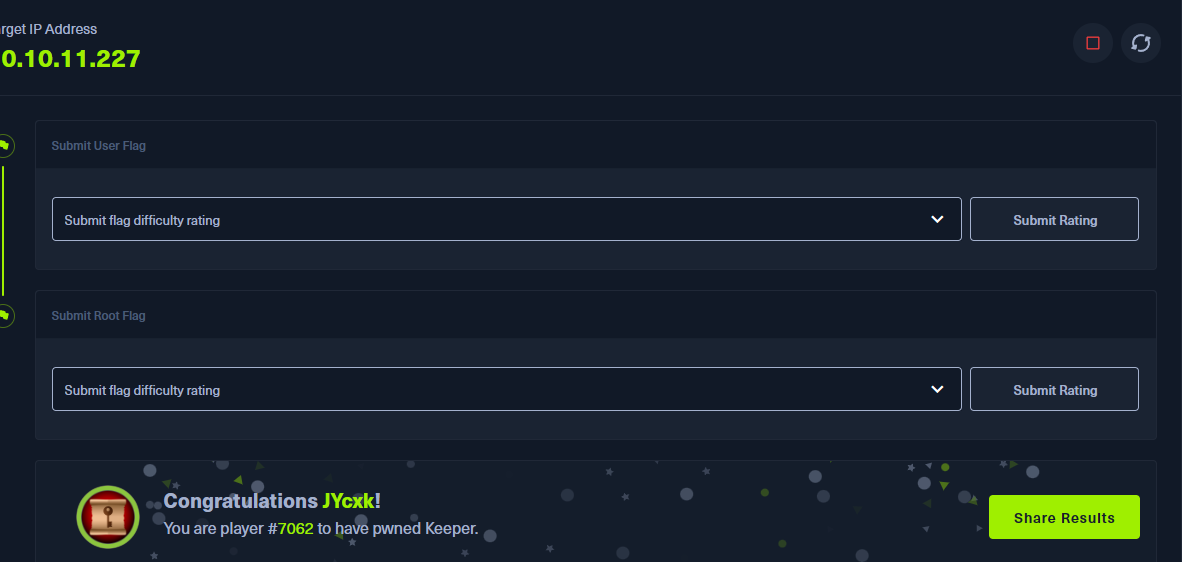 rget IP Address
0.10.11.227
Submit User Flag
Submit flag difficulty rating
Submit Rating
Submit Root Flag
Submit flag difficulty rating
Submit Rating
Congratulations JYcxk!
You are player #7062 to have pwned Keeper.
Share Results